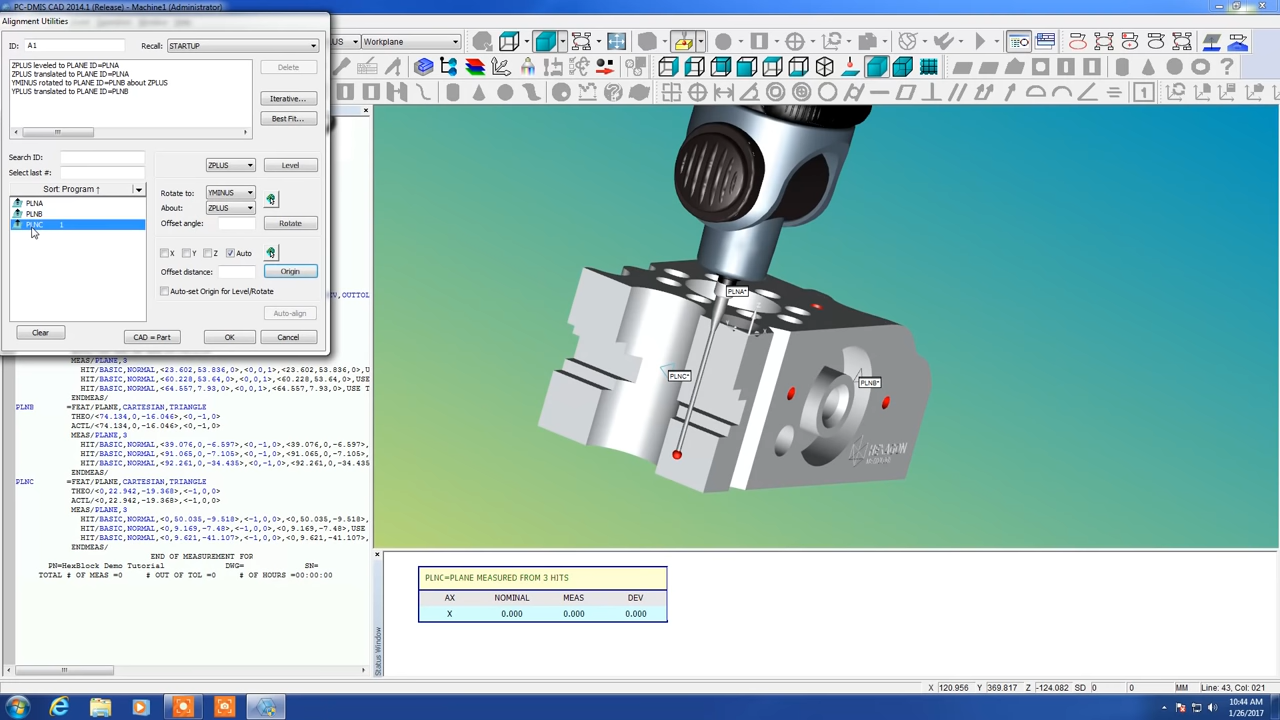 PC-DMIS CAD 2014.1 (Release) - Machine1 (Administrator)
Alignment Utilities
ID: A1
Recall: STARTUP
ZPLUS leveled to PLANE ID=PLNA
ZPLUS translated to PLANE ID=PLNA
YMINUS rotated to PLANE ID=PLNB about ZPLUS
YPLUS translated to PLANE ID=PLNB
Delete
Iterative...
Best Fit...
Search ID:
Select last #:
Sort: Program ↑
PLNA
PLNB
PLNC 1
ZPLUS Level
Rotate to: YMINUS
About: ZPLUS
Offset angle: Rotate
X Y Z Auto
Offset distance: Origin
Auto-set Origin for Level/Rotate
Auto-align
Clear CAD = Part OK Cancel
Workplane
1
MEAS/PLANE,3
HIT/BASIC,NORMAL,<23.602,53.229,0>,<0,0,1>,<23.602,53.229,
HIT/BASIC,NORMAL,<60.228,53.64,0>,<0,0,1>,<60.228,53.64,0>,USE
HIT/BASIC,NORMAL,<64.557,7.93,0>,<0,0,1>,<64.557,7.93,0>,USE T
ENDMEAS/
PLNB =FEAT/PLANE,CARTESIAN,TRIANGLE
THEO/<74.134,0,-16.046>,<0,-1,0>
ACTL/<74.134,0,-16.046>,<0,-1,0>
MEAS/PLANE,3
HIT/BASIC,NORMAL,<39.076,0,-6.597>,<0,-1,0>,<39.076,0,-6.597>,
HIT/BASIC,NORMAL,<91.065,0,-7.105>,<0,-1,0>,<91.065,0,-7.105>,
HIT/BASIC,NORMAL,<92.261,0,-34.435>,<0,-1,0>,<92.261,0,-34.435
ENDMEAS/
PLNC =FEAT/PLANE,CARTESIAN,TRIANGLE
THEO/<0,22.942,-19.368>,<-1,0,0>
ACTL/<0,22.942,-19.368>,<-1,0,0>
MEAS/PLANE,3
HIT/BASIC,NORMAL,<0,50.035,-9.518>,<-1,0,0>,<0,50.035,-9.518>,
HIT/BASIC,NORMAL,<0,9.169,-7.48>,<-1,0,0>,<0,9.169,-7.48>,USE
HIT/BASIC,NORMAL,<0,9.621,-41.107>,<-1,0,0>,<0,9.621,-41.107>,
ENDMEAS/
END OF MEASUREMENT FOR
PN=HexBlock Demo Tutorial DWG= SN=
TOTAL # OF MEAS =0 # OUT OF TOL =0 # OF HOURS =00:00:00
PLNA*
PLNC*
PLNB*
HEXAGON
Status Window
PLNC=PLANE MEASURED FROM 3 HITS
AX NOMINAL MEAS DEV
X 0.000 0.000 0.000
X 120.956 Y 369.817 Z -124.082 SD 0 0 MM Line: 43, Col: 021
10:44 AM
1/26/2017